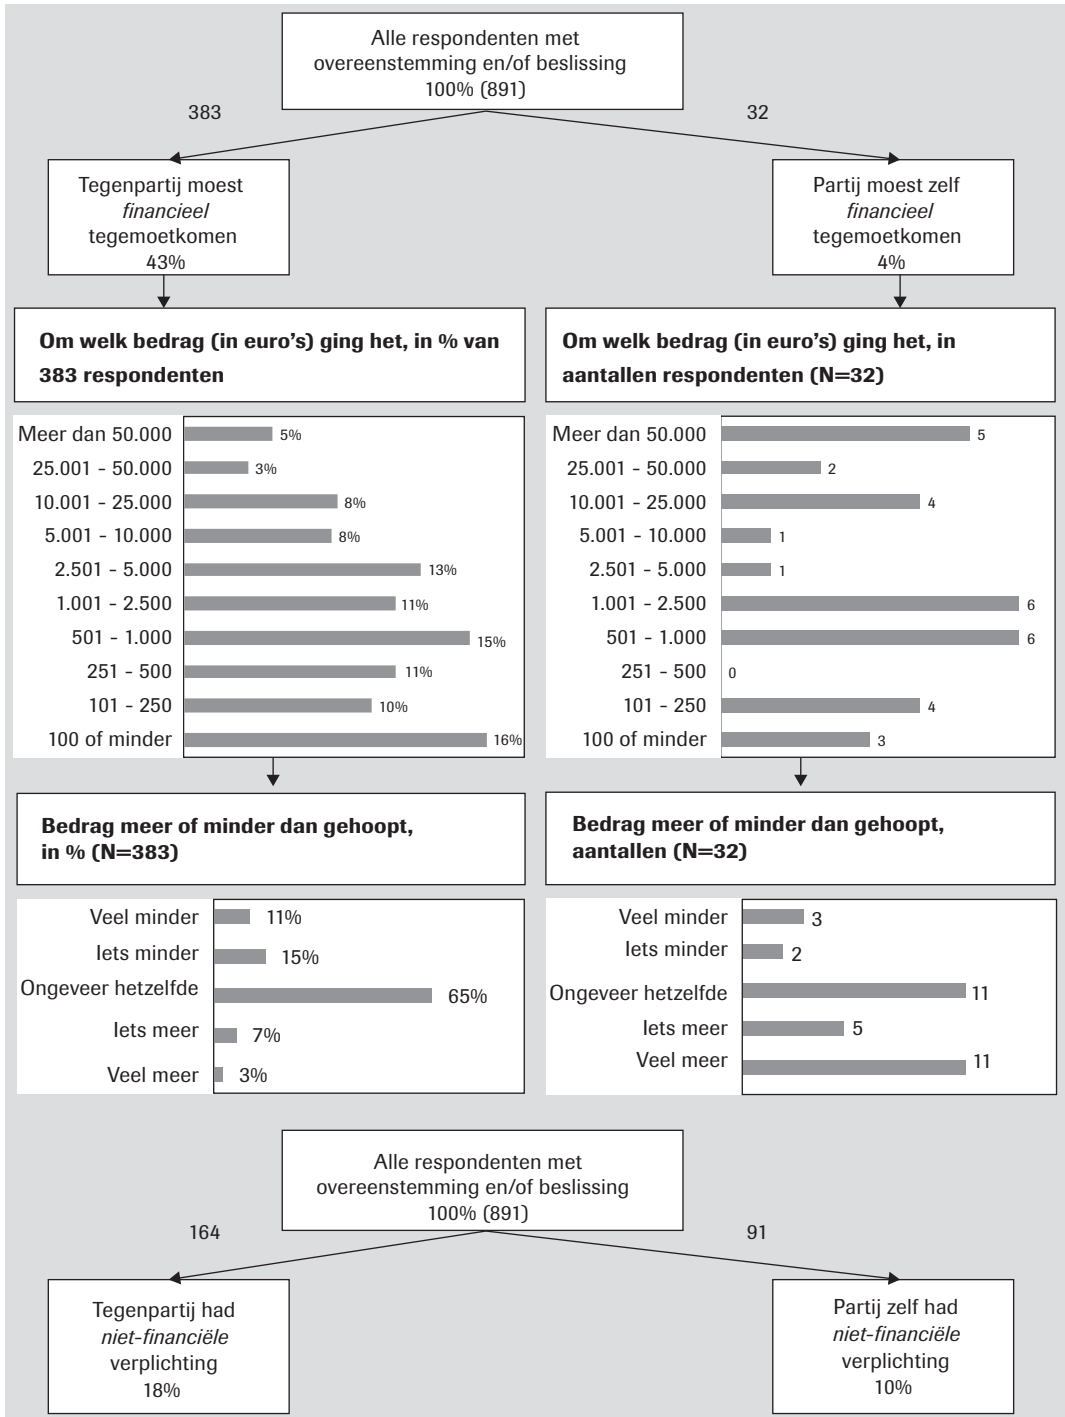 Alle respondenten met
overeenstemming en/of beslissing
100% (891)
383
32
Tegenpartij moest
financieel
tegemoetkomen
43%
Partij moest zelf
financieel
tegemoetkomen
4%
Om welk bedrag (in euro's) ging het, in % van
383 respondenten
Om welk bedrag (in euro's) ging het, in
aantallen respondenten (N=32)
Meer dan 50.000 5%
25.001 - 50.000 3%
10.001 - 25.000 8%
5.001 - 10.000 8%
2.501 - 5.000 13%
1.001 - 2.500 11%
501 - 1.000 15%
251 - 500 11%
101 - 250 10%
100 of minder 16%
Meer dan 50.000 5
25.001 - 50.000 2
10.001 - 25.000 4
5.001 - 10.000 1
2.501 - 5.000 1
1.001 - 2.500 6
501 - 1.000 6
251 - 500 0
101 - 250 4
100 of minder 3
Bedrag meer of minder dan gehoopt,
in % (N=383)
Bedrag meer of minder dan gehoopt,
aantallen (N=32)
Veel minder 11%
Iets minder 15%
Ongeveer hetzelfde 65%
Iets meer 7%
Veel meer 3%
Veel minder 3
Iets minder 2
Ongeveer hetzelfde 11
Iets meer 5
Veel meer 11
Alle respondenten met
overeenstemming en/of beslissing
100% (891)
164
91
Tegenpartij had
niet-financiële
verplichting
18%
Partij zelf had
niet-financiële
verplichting
10%